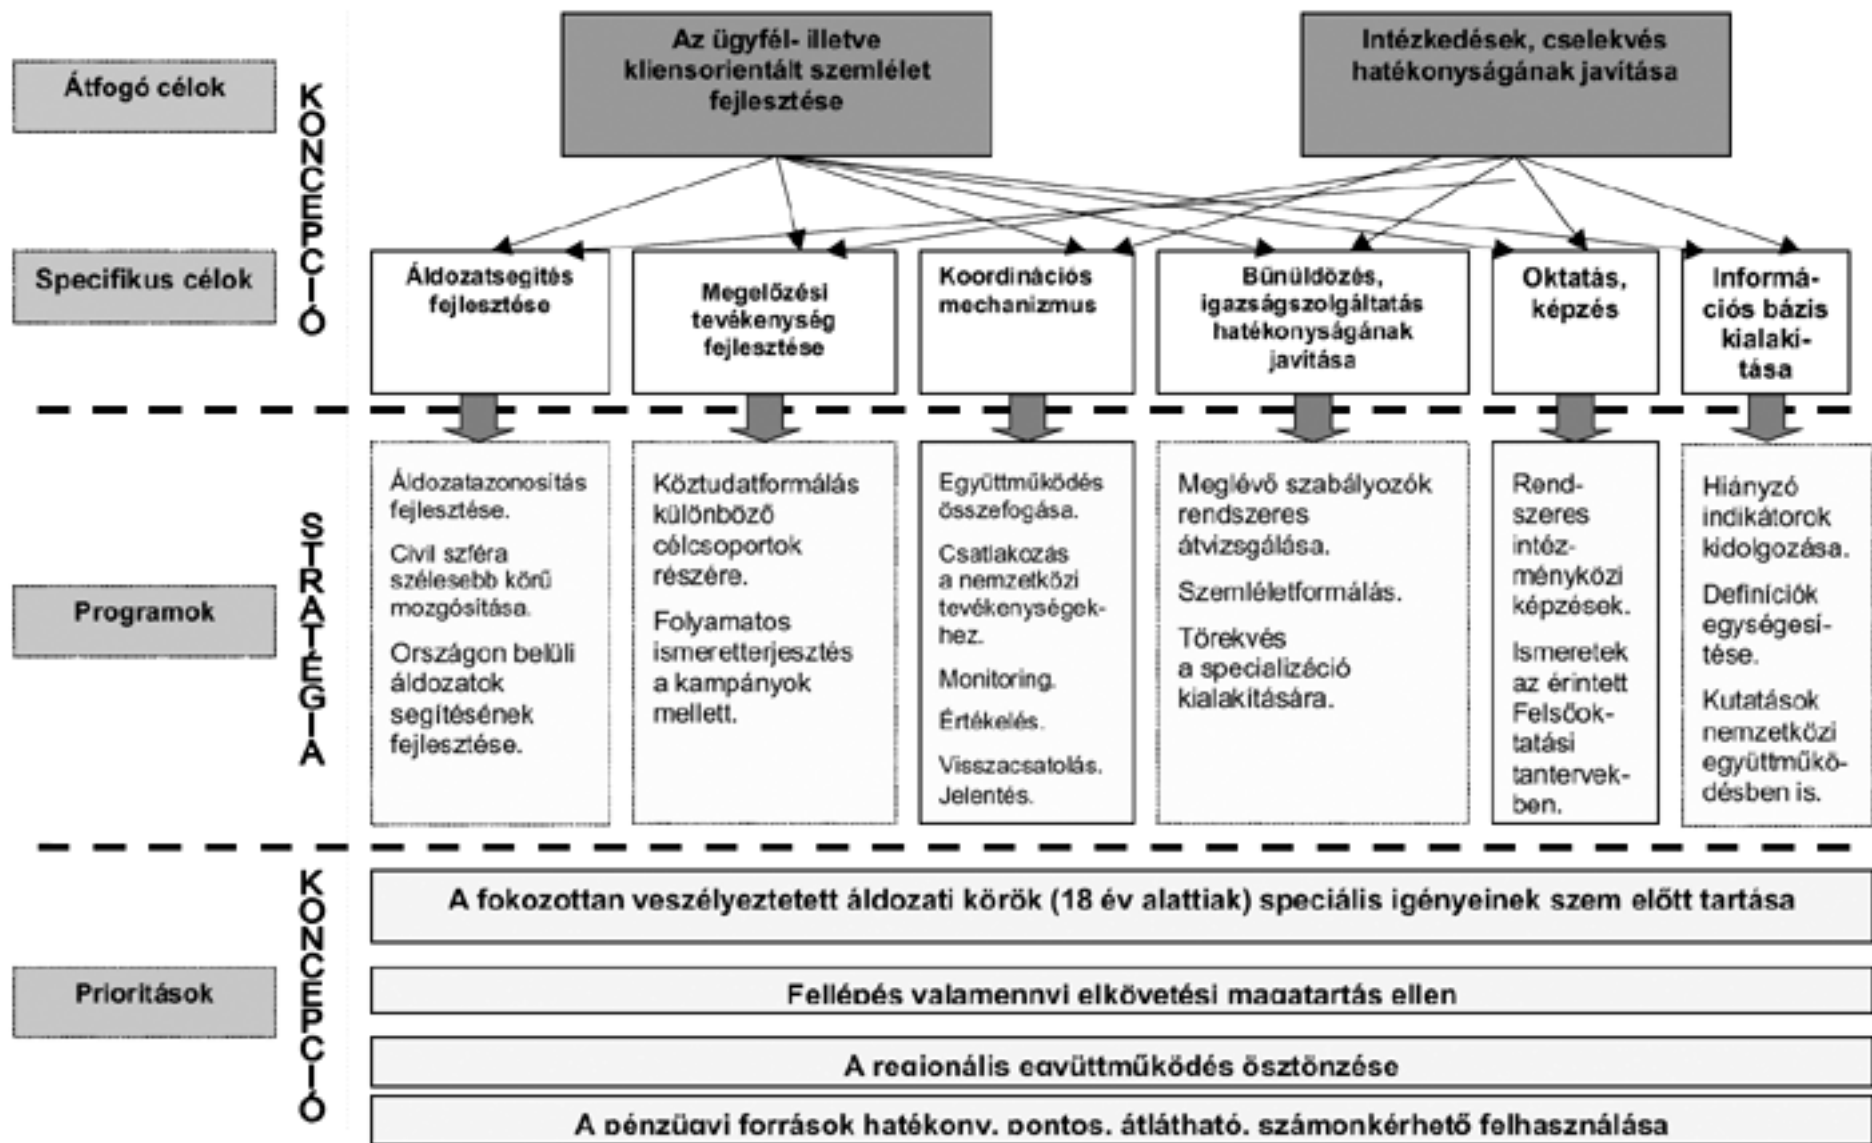 Átfogó célok
KONCEPCIÓ
Az ügyfél- illetve
kliensorientált szemlélet
fejlesztése
Intézkedések, cselekvés
hatékonyságának javítása
Specifikus célok
Áldozatsegítés
fejlesztése
Megelőzési
tevékenység
fejlesztése
Koordinációs
mechanizmus
Bűnüldözés,
igazságszolgáltatás
hatékonyságának
javítása
Oktatás,
képzés
Informá-
ciós bázis
kialakí-
tása
Programok
STRATÉGIA
Áldozatazonosítás
fejlesztése.
Civil szféra
szélesebb körű
mozgósítása.
Országon belüli
áldozatok
segítésének
fejlesztése.
Köztudatformálás
különböző
célcsoportok
részére.
Folyamatos
ismeretterjesztés
a kampányok
mellett.
Együttműködés
összefogása.
Csatlakozás
a nemzetközi
tevékenységek-
hez.
Monitoring.
Értékelés.
Visszacsatolás.
Jelentés.
Meglévő szabályozók
rendszeres
átvizsgálása.
Szemléletformálás.
Törekvés
a specializáció
kialakítására.
Rend-
szeres
intéz-
ményközi
képzések.
Ismeretek
az érintett
Felsőok-
tatási
tantervek-
ben.
Hiányzó
indikátorok
kidolgozása.
Definíciók
egységesí-
tése.
Kutatások
nemzetközi
együttműkö-
désben is.
Prioritások
KONCEPCIÓ
A fokozottan veszélyeztetett áldozati körök (18 év alattiak) speciális igényeinek szem előtt tartása
Fellépés valamennyi elkövetési magatartás ellen
A regionális együttműködés ösztönzése
A pénzügyi források hatékony, pontos, átlátható, számonkérhető felhasználása